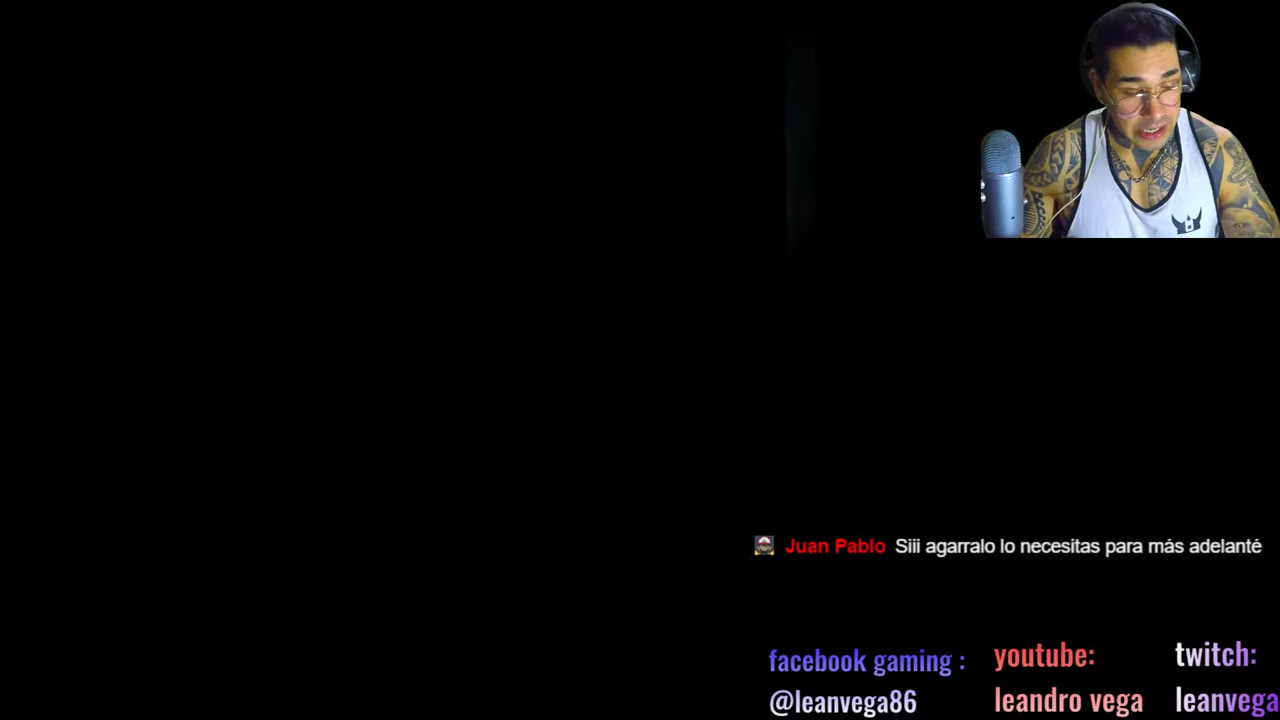 Juan Pablo Siii agarralo lo necesitas para más adelanté
facebook gaming :
@leanvega86
youtube:
leandro vega
twitch:
leanvega